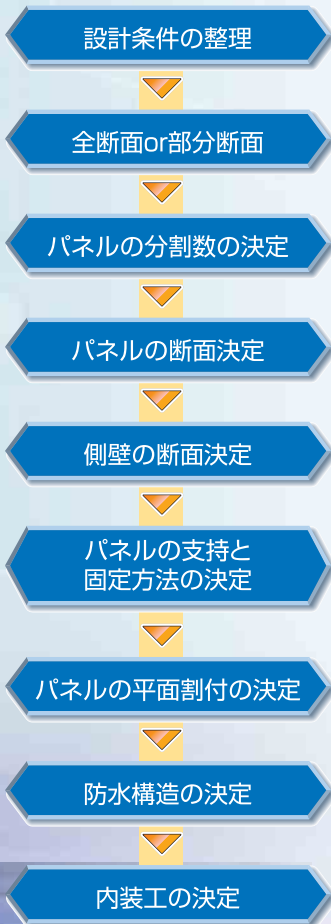 設計条件の整理
全断面or部分断面
パネルの分割数の決定
パネルの断面決定
側壁の断面決定
パネルの支持と
固定方法の決定
パネルの平面割付の決定
防水構造の決定
内装工の決定